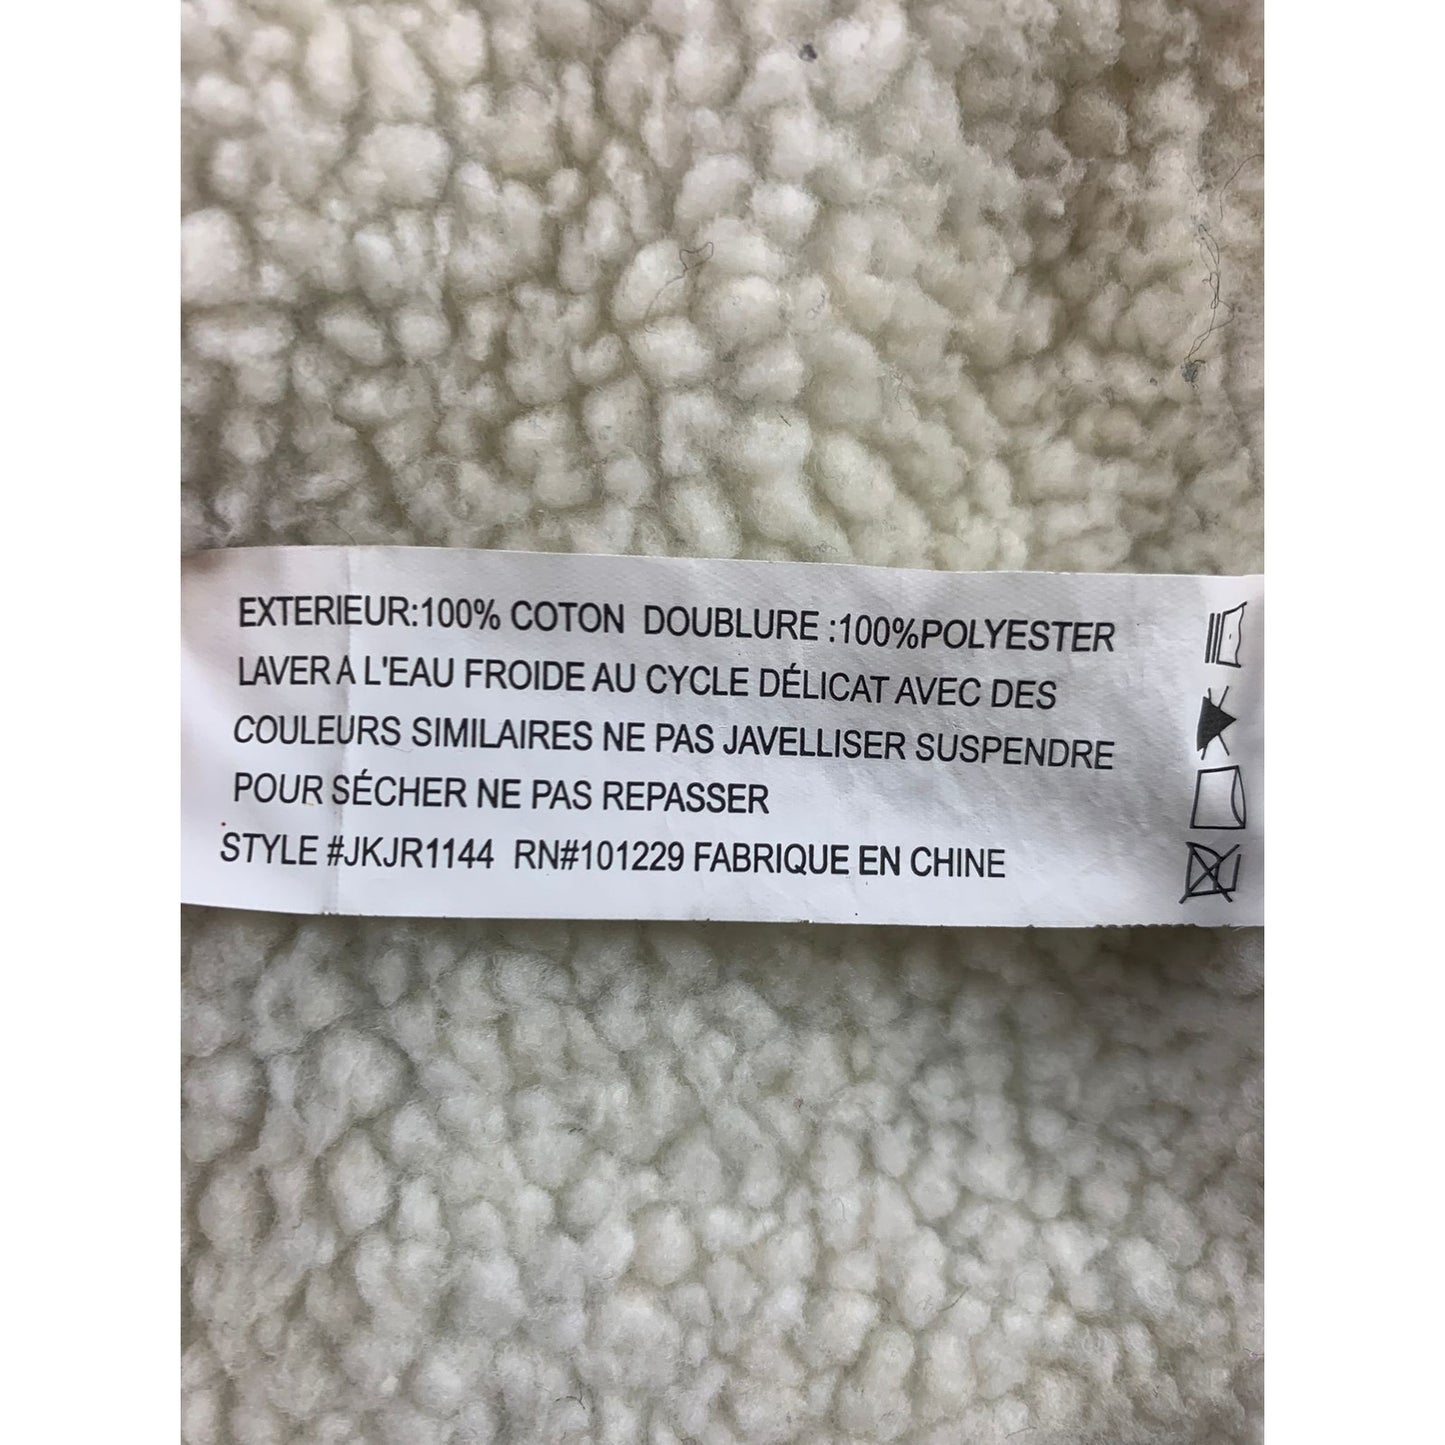 EXTERIEUR:100% COTON DOUBLURE :100%POLYESTER
LAVER A L'EAU FROIDE AU CYCLE DÉLICAT AVEC DES
COULEURS SIMILAIRES NE PAS JAVELLISER SUSPENDRE
POUR SÉCHER NE PAS REPASSER
STYLE #JKJR1144 RN#101229 FABRIQUE EN CHINE